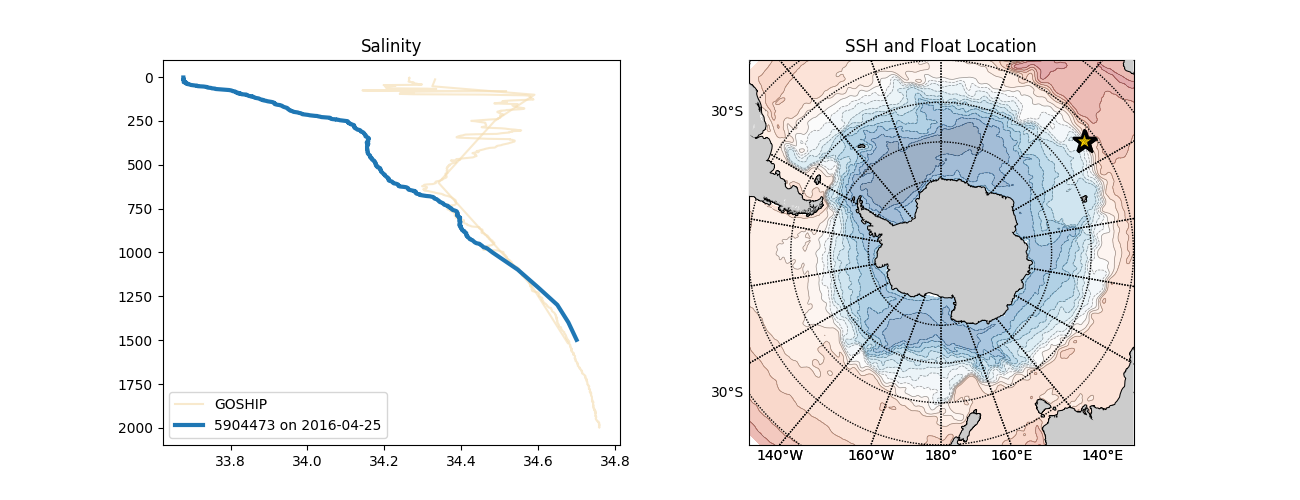 Salinity
0
250
500
750
1000
1250
1500
1750
2000
33.8
34.0
34.2
34.4
34.6
34.8
GOSHIP
5904473 on 2016-04-25
SSH and Float Location
30°S
30°S
140°W
160°W
180°
160°E
140°E